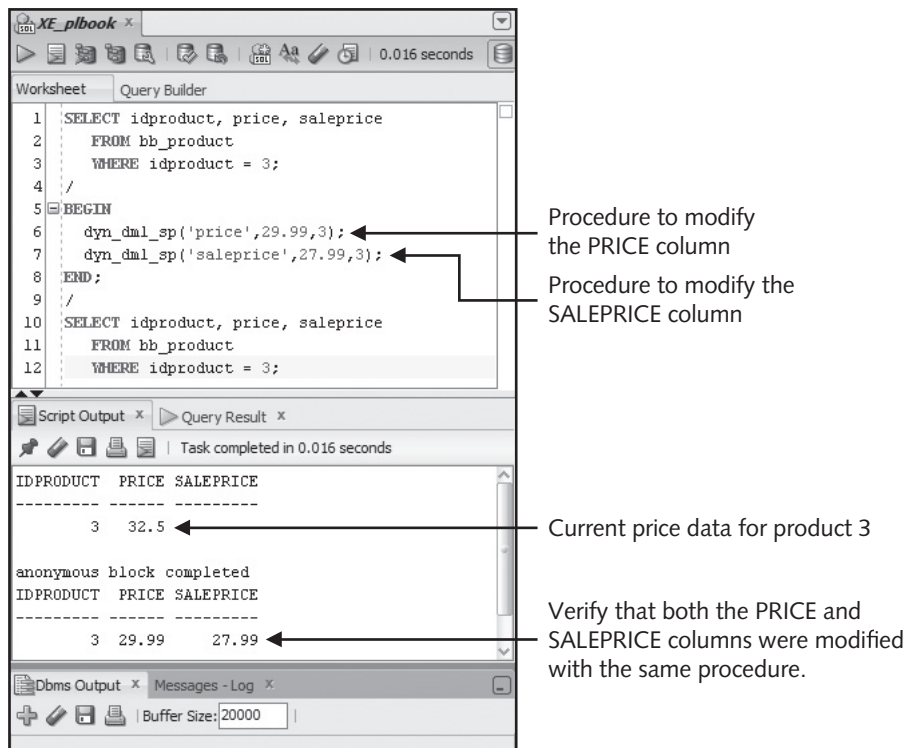 XE_plbook
0.016 seconds
Worksheet Query Builder
1 SELECT idproduct, price, saleprice
2 FROM bb_product
3 WHERE idproduct = 3;
4 /
5 BEGIN
6 dyn_dml_sp('price',29.99,3);
7 dyn_dml_sp('saleprice',27.99,3);
8 END;
9 /
10 SELECT idproduct, price, saleprice
11 FROM bb_product
12 WHERE idproduct = 3;
Procedure to modify
the PRICE column
Procedure to modify the
SALEPRICE column
Script Output x Query Result x
Task completed in 0.016 seconds
IDPRODUCT PRICE SALEPRICE
--------- ------ ---------
3 32.5
Current price data for product 3
anonymous block completed
IDPRODUCT PRICE SALEPRICE
--------- ------ ---------
3 29.99 27.99
Verify that both the PRICE and
SALEPRICE columns were modified
with the same procedure.
Dbms Output x Messages - Log x
Buffer Size: 20000